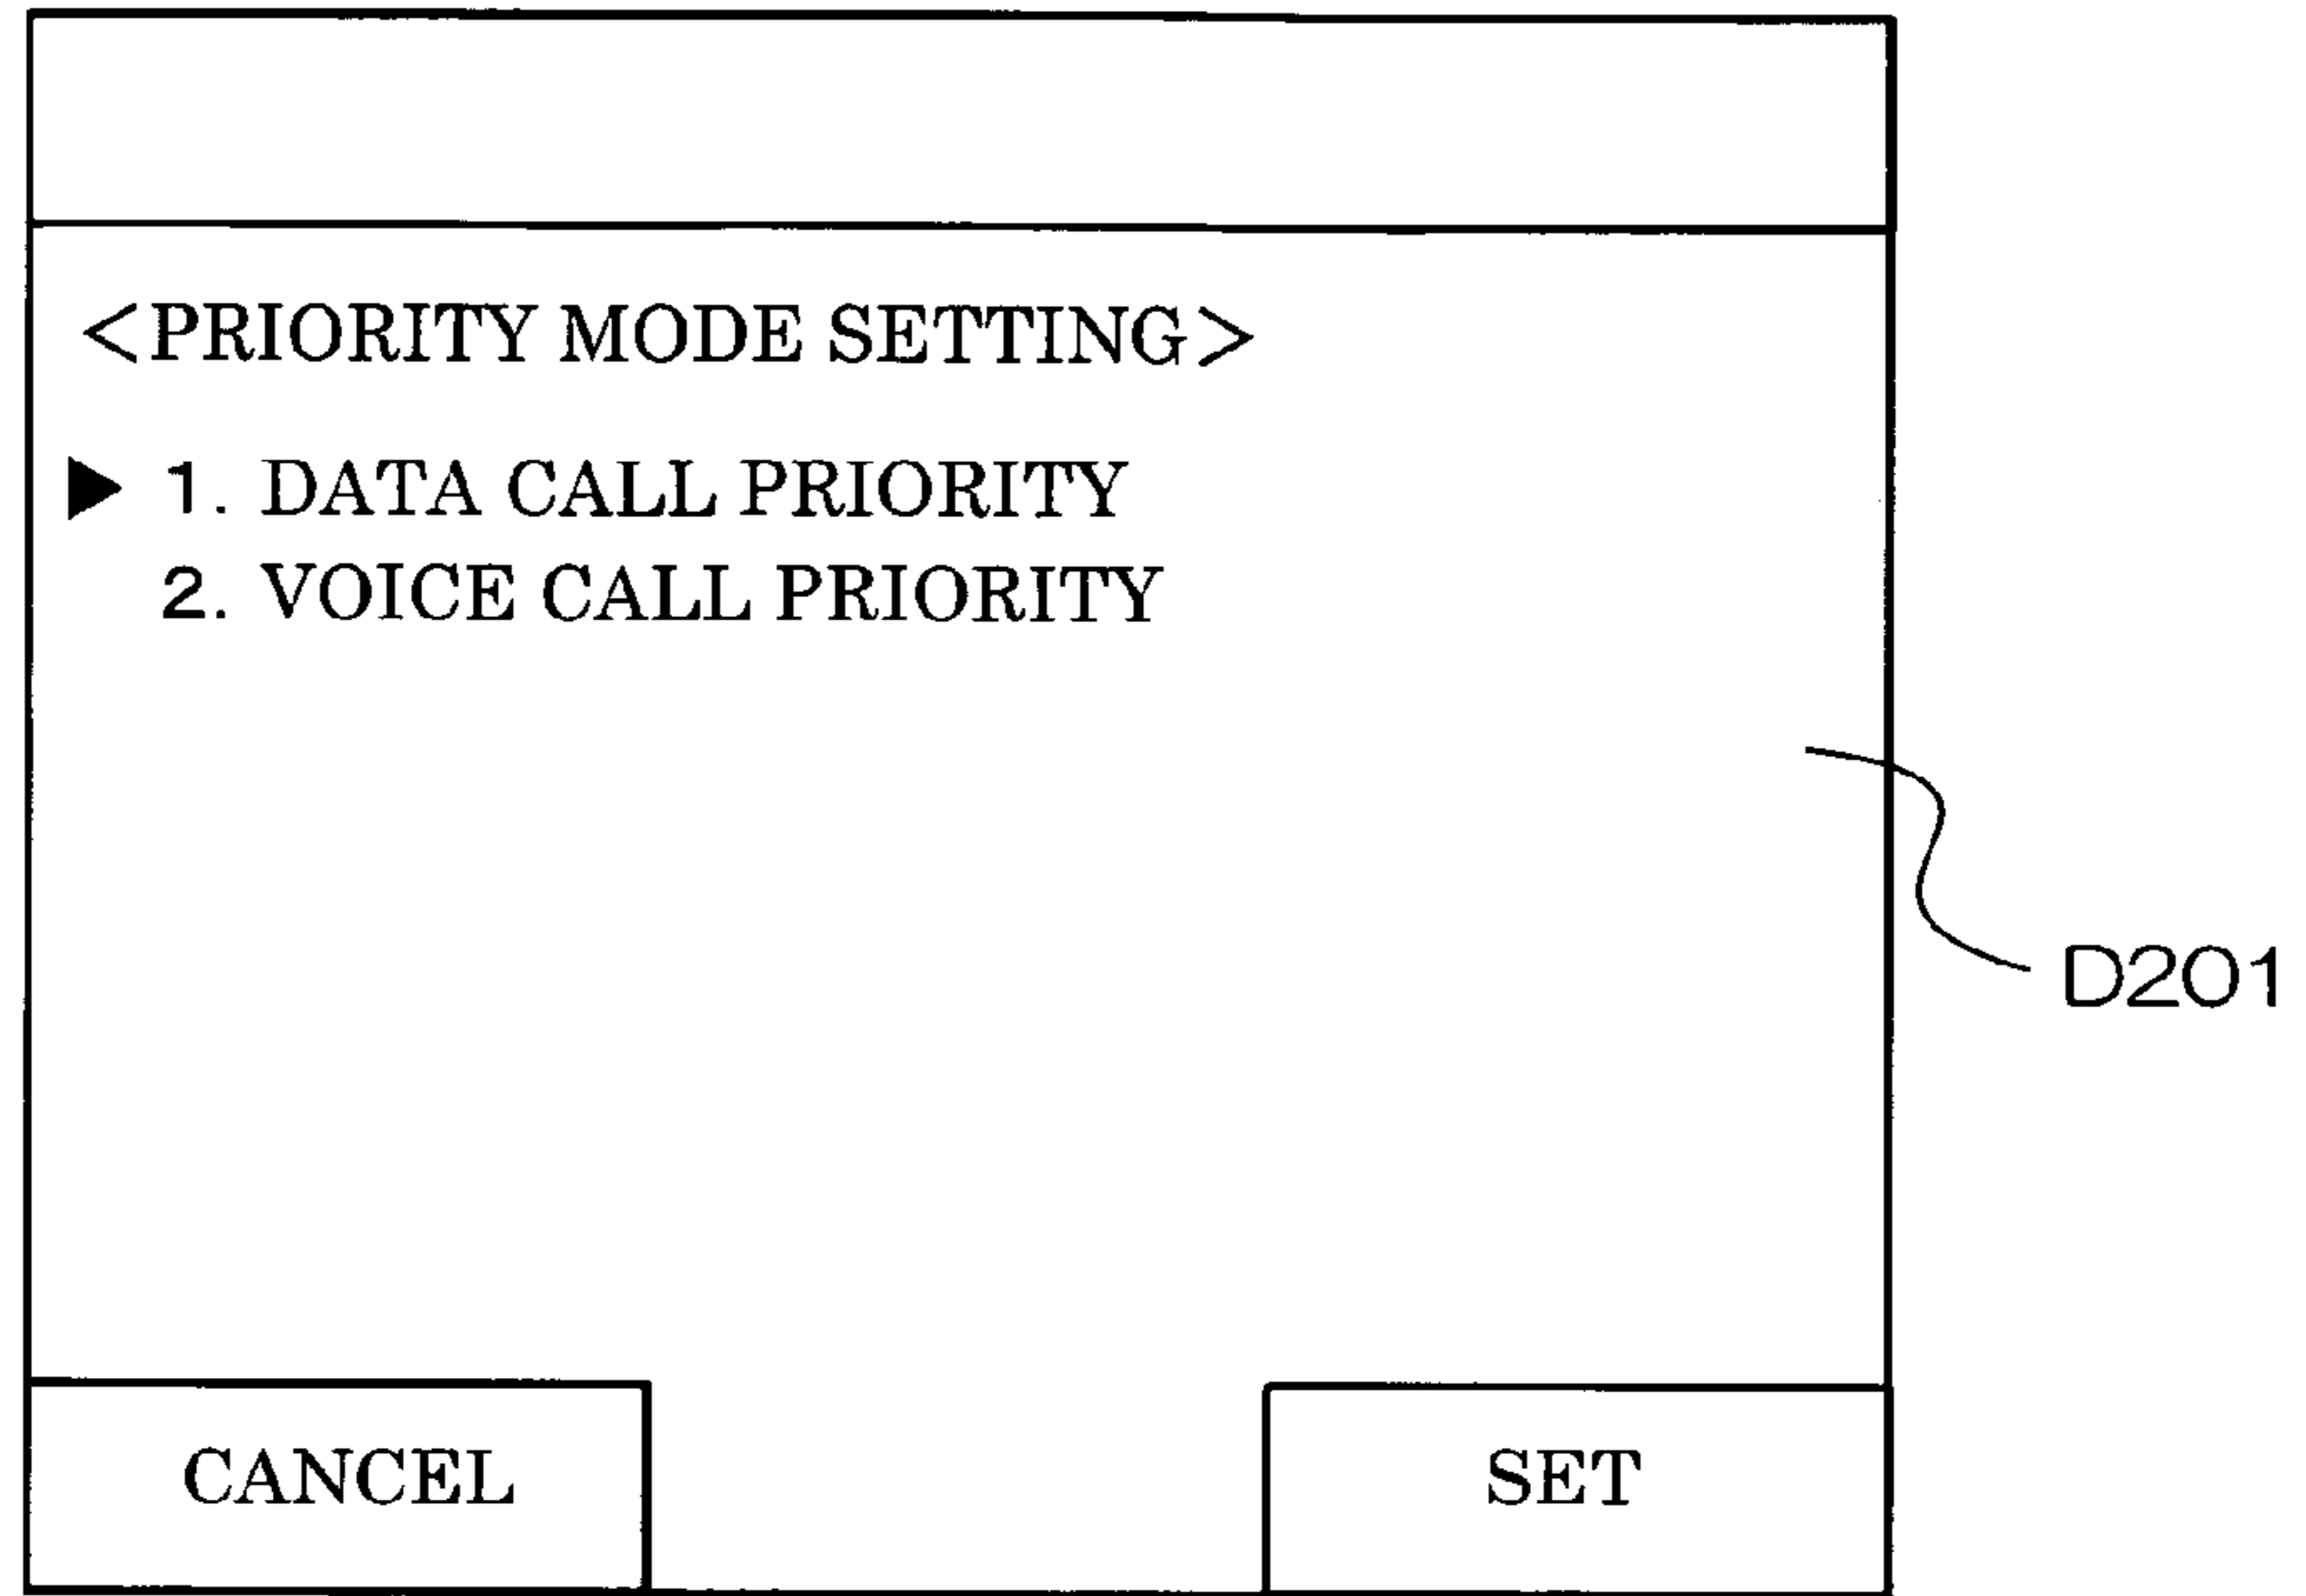 <PRIORITY MODE SETTING>
▶ 1. DATA CALL PRIORITY
2. VOICE CALL PRIORITY
D201
CANCEL SET